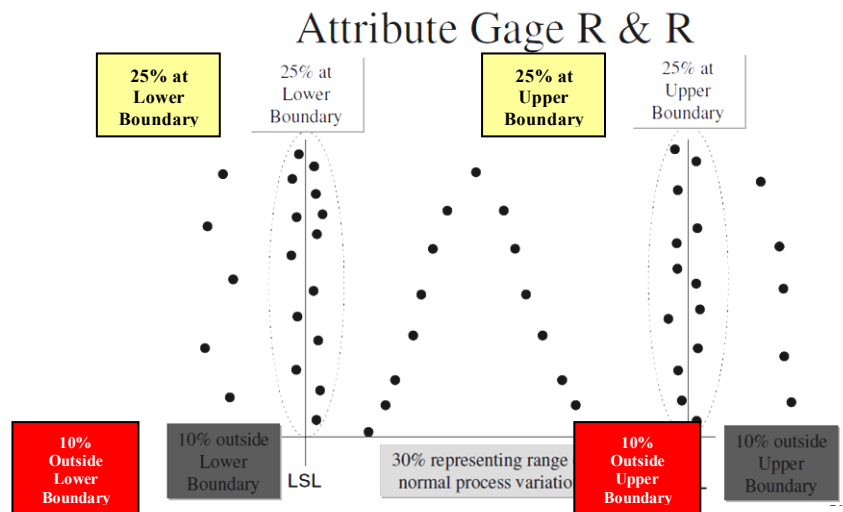 Attribute Gage R & R
25% at
Lower
Boundary
25% at
Lower
Boundary
25% at
Upper
Boundary
25% at
Upper
Boundary
10%
Outside
Lower
Boundary
10% outside
Lower
Boundary
LSL
30% representing range
normal process variatio
10%
Outside
Upper
Boundary
10% outside
Upper
Boundary